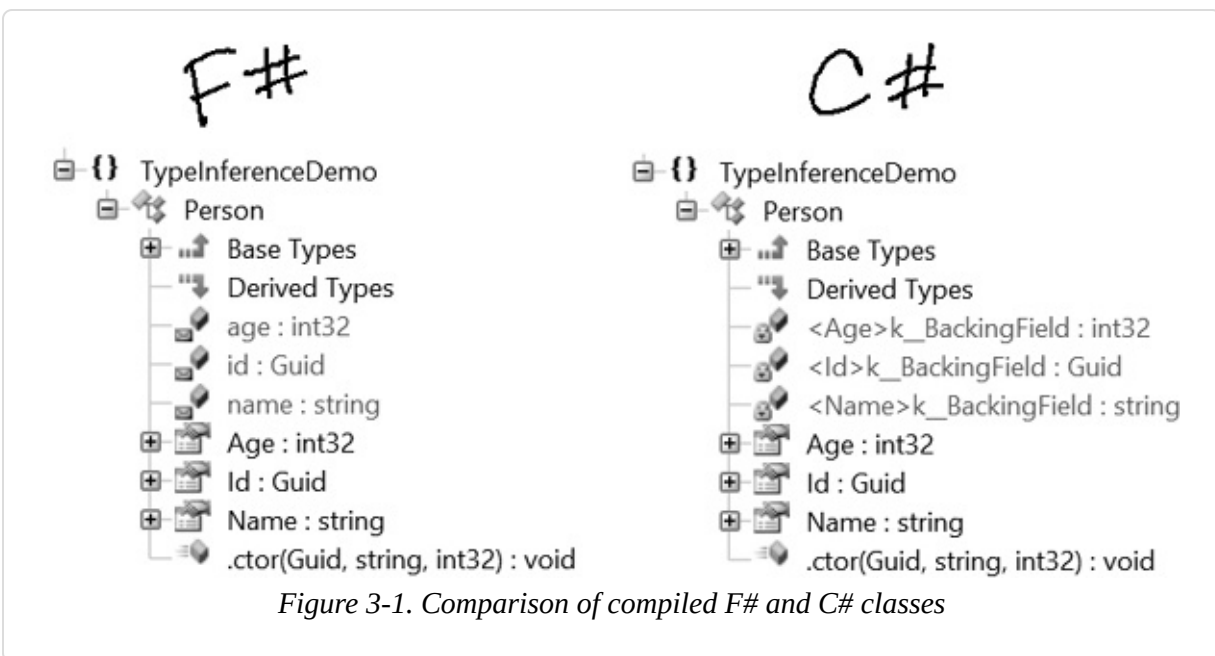 F#
TypeInferenceDemo
Person
Base Types
Derived Types
age : int32
id : Guid
name : string
Age : int32
Id : Guid
Name : string
.ctor(Guid, string, int32) : void
C#
TypeInferenceDemo
Person
Base Types
Derived Types
<Age>k__BackingField : int32
<Id>k__BackingField : Guid
<Name>k__BackingField : string
Age : int32
Id : Guid
Name : string
.ctor(Guid, string, int32) : void
Figure 3-1. Comparison of compiled F# and C# classes